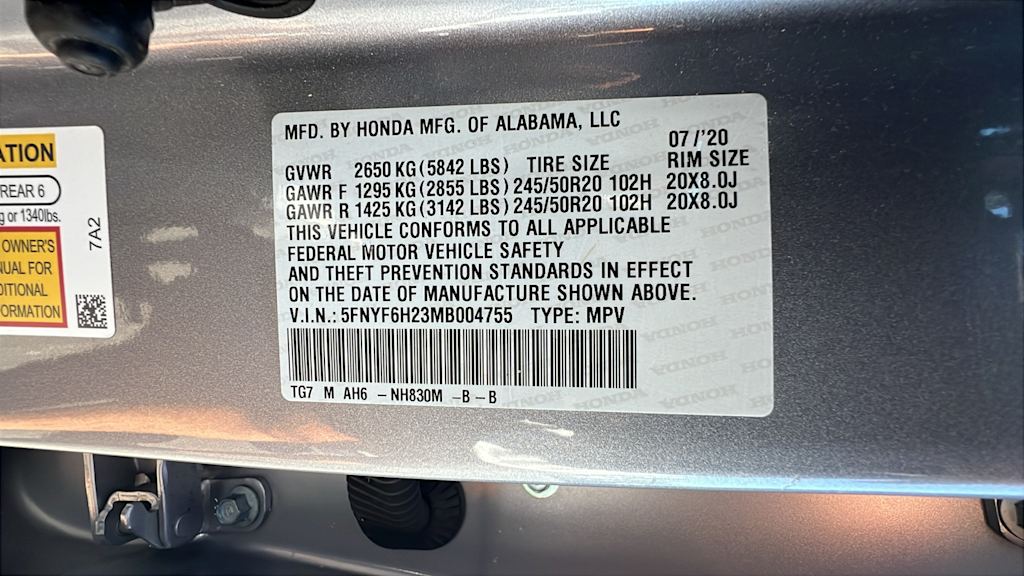 ATION
REAR 6
g or 1340lbs.
OWNER'S
NUAL FOR
DITIONAL
FORMATION
7A2
MFD. BY HONDA MFG. OF ALABAMA, LLC
07/'20
GVWR 2650 KG (5842 LBS) TIRE SIZE RIM SIZE
GAWR F 1295 KG (2855 LBS) 245/50R20 102H 20X8.0J
GAWR R 1425 KG (3142 LBS) 245/50R20 102H 20X8.0J
THIS VEHICLE CONFORMS TO ALL APPLICABLE
FEDERAL MOTOR VEHICLE SAFETY
AND THEFT PREVENTION STANDARDS IN EFFECT
ON THE DATE OF MANUFACTURE SHOWN ABOVE.
V.I.N.: 5FNYF6H23MB004755 TYPE: MPV
TG7 M AH6 -NH830M -B-B